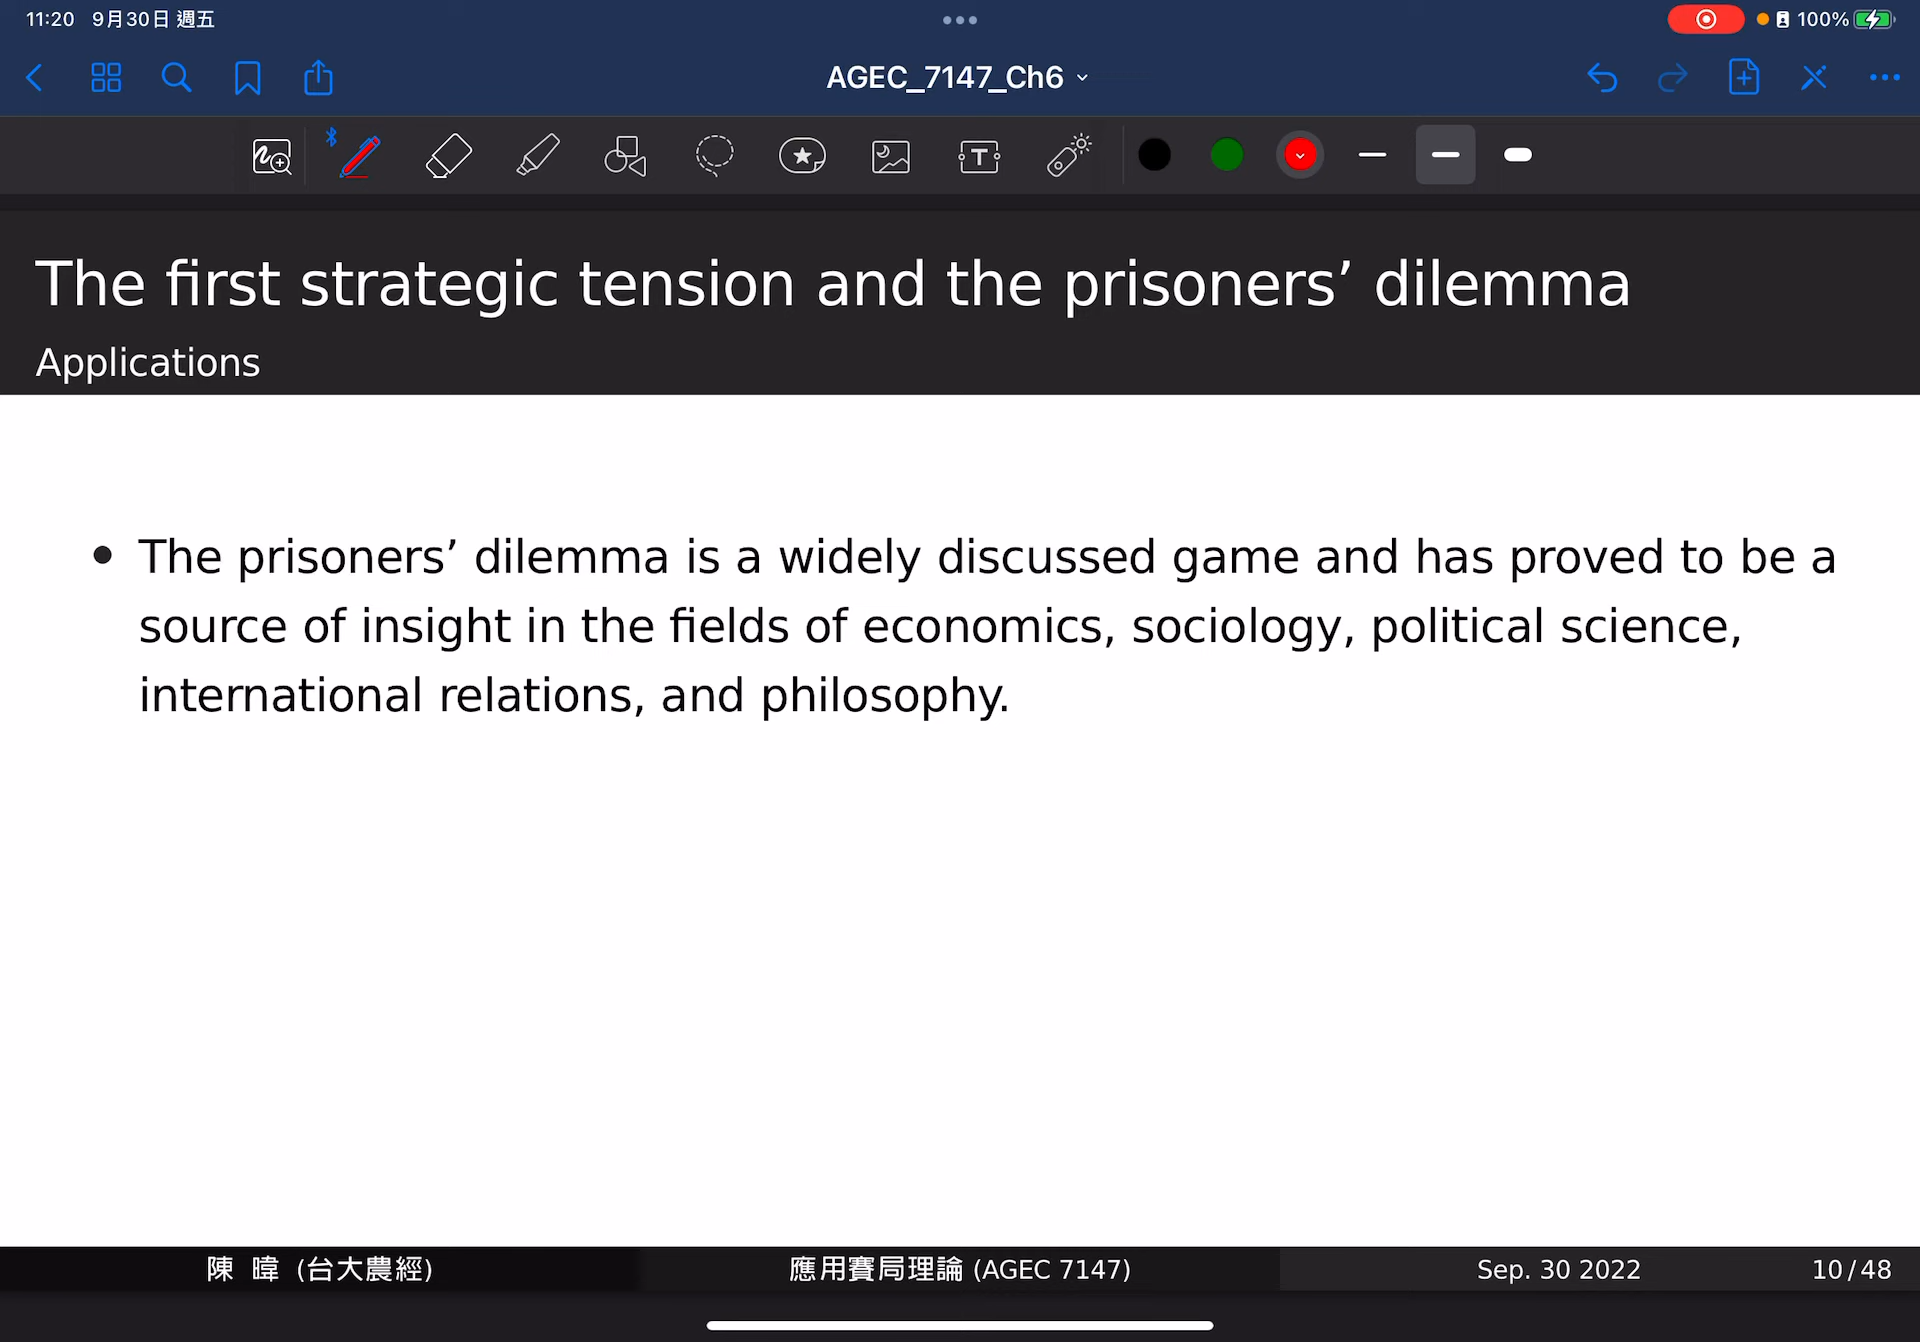 11:20 9月30日 週五
100%
AGEC_7147_Ch6
T
The first strategic tension and the prisoners’ dilemma
Applications
• The prisoners’ dilemma is a widely discussed game and has proved to be a
source of insight in the fields of economics, sociology, political science,
international relations, and philosophy.
陳 暐 (台大農經) 應用賽局理論 (AGEC 7147) Sep. 30 2022 10 / 48